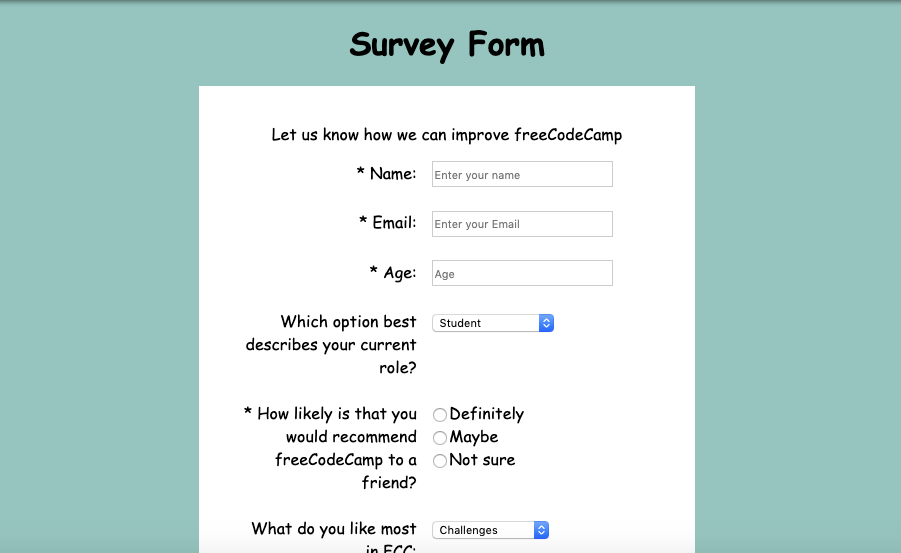 Survey Form
Let us know how we can improve freeCodeCamp
* Name:
Enter your name
* Email:
Enter your Email
* Age:
Age
Which option best
describes your current
role?
Student
* How likely is that you
would recommend
freeCodeCamp to a
friend?
Definitely
Maybe
Not sure
What do you like most
in FCC:
Challenges